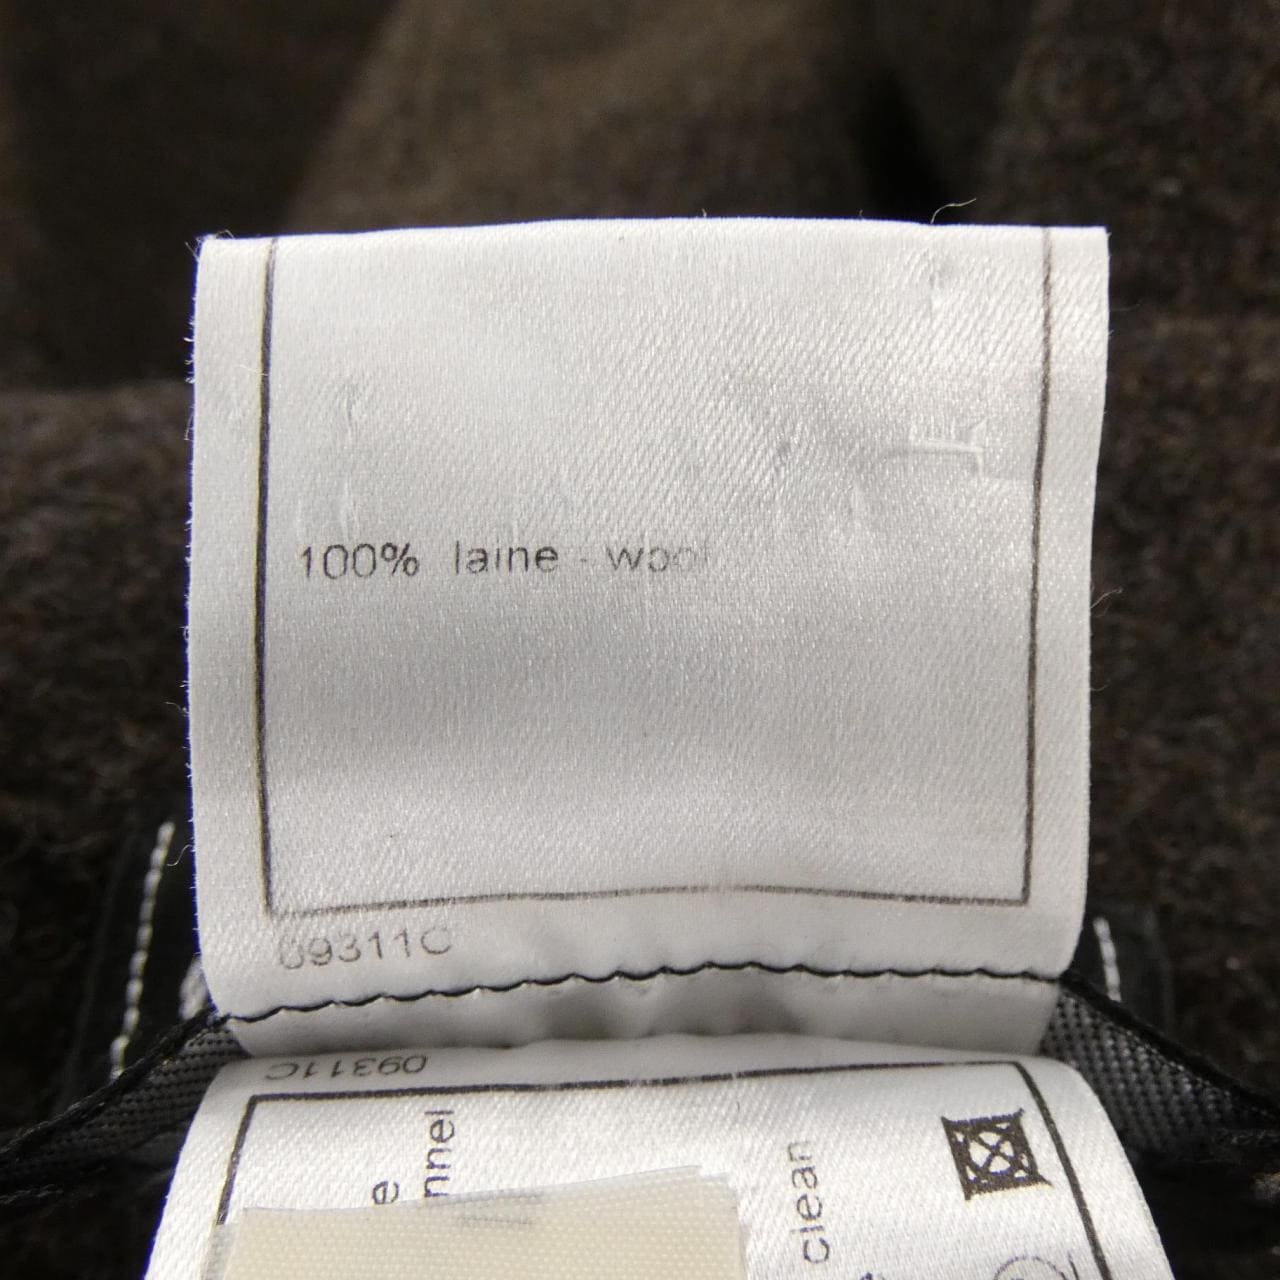 100% laine - wool
09311C
09311C
nnel
clean